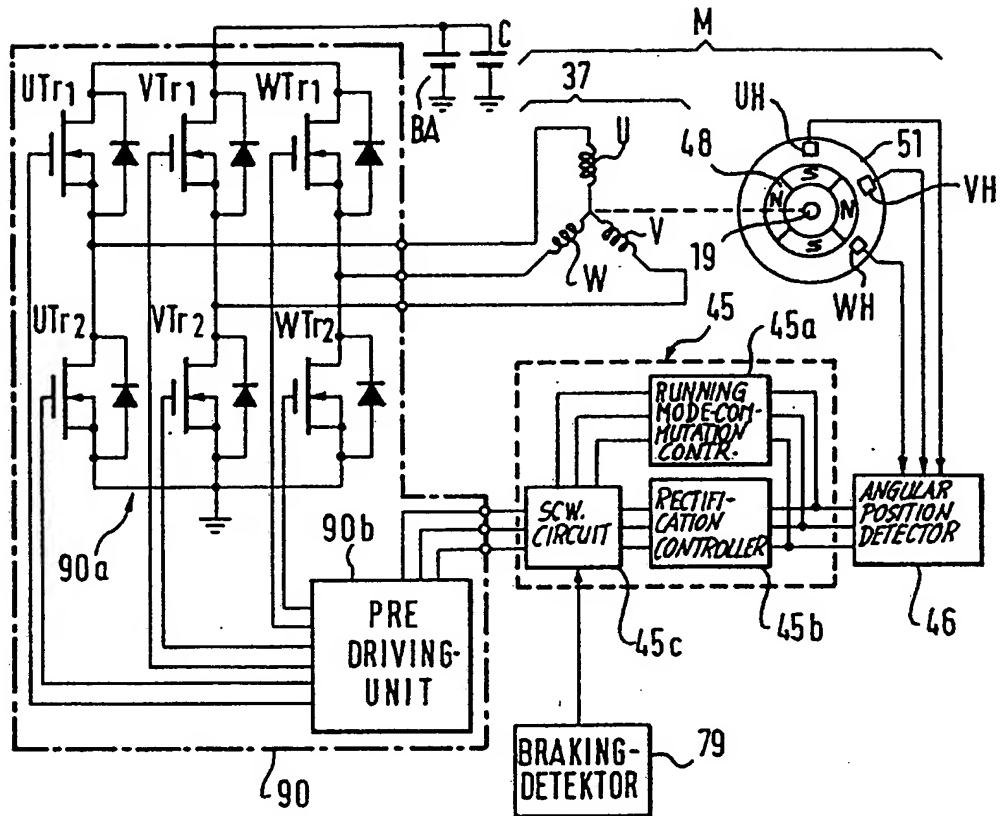 M
C
BA
37
UTr1
VTr1
WTr1
UH
51
48
S
N
N
S
VH
19
WH
U
V
W
UTr2
VTr2
WTr2
45
45a
RUNNING
MODE-COM-
MUTATION
CONTR.
SCW.
CIRCUIT
RECTIFI-
CATION
CONTROLLER
ANGULAR
POSITION
DETECTOR
90a
90b
PRE
DRIVING-
UNIT
45c
45b
46
BRAKING-
DETEKTOR
79
90